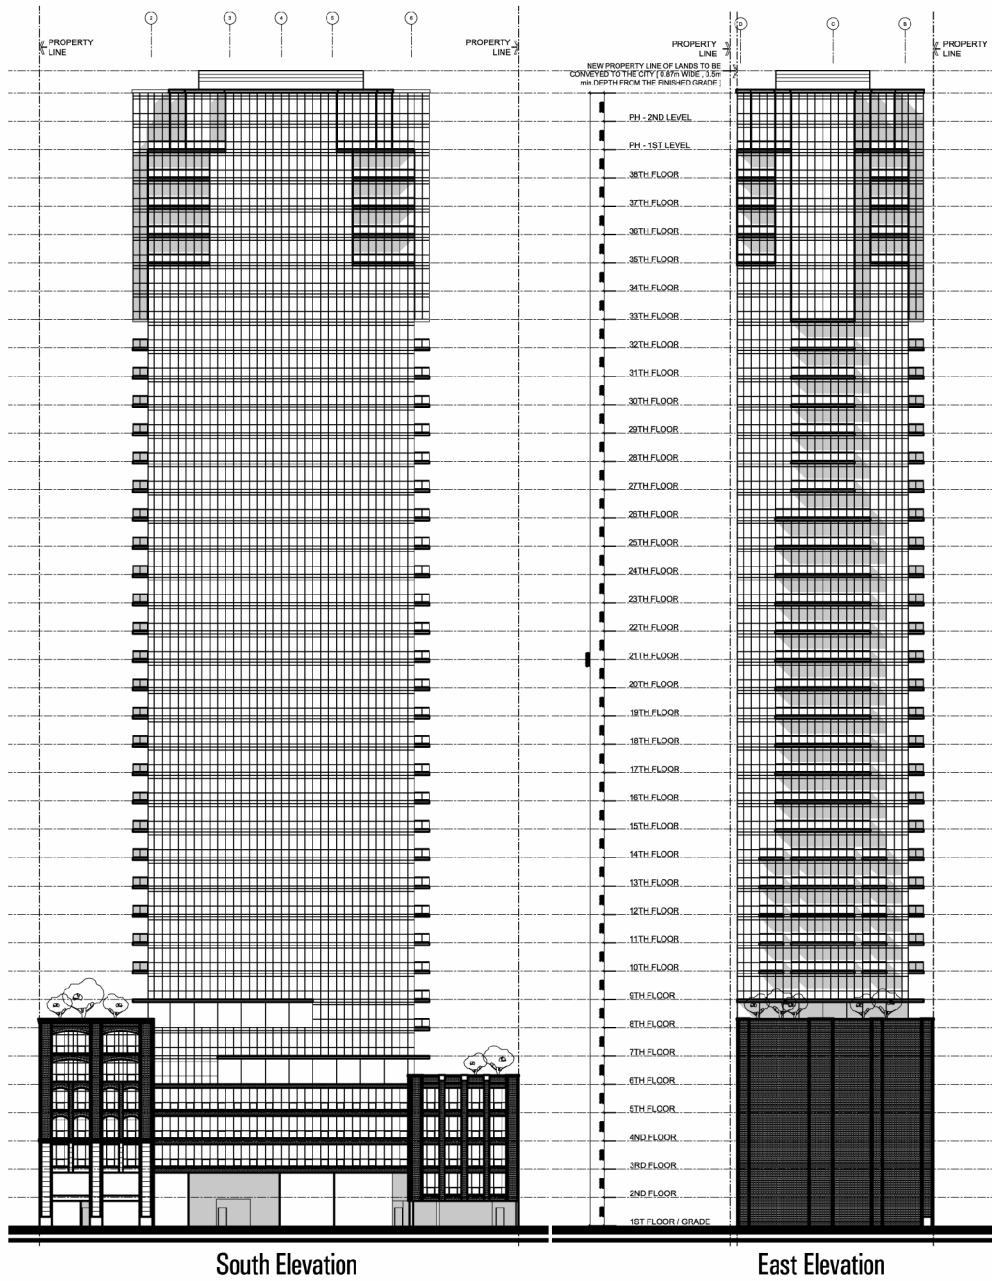 2
3
4
5
6
D
C
B
PROPERTY
LINE
PROPERTY
LINE
PROPERTY
LINE
PROPERTY
LINE
NEW PROPERTY LINE OF LANDS TO BE
CONVEYED TO THE CITY [ 0.67m WIDE , 3.5m
min DEPTH FROM THE FINISHED GRADE ]
PH - 2ND LEVEL
PH - 1ST LEVEL
38TH FLOOR
37TH FLOOR
36TH FLOOR
35TH FLOOR
34TH FLOOR
33TH FLOOR
32TH FLOOR
31TH FLOOR
30TH FLOOR
29TH FLOOR
28TH FLOOR
27TH FLOOR
26TH FLOOR
25TH FLOOR
24TH FLOOR
23TH FLOOR
22TH FLOOR
21TH FLOOR
20TH FLOOR
19TH FLOOR
18TH FLOOR
17TH FLOOR
16TH FLOOR
15TH FLOOR
14TH FLOOR
13TH FLOOR
12TH FLOOR
11TH FLOOR
10TH FLOOR
9TH FLOOR
8TH FLOOR
7TH FLOOR
6TH FLOOR
5TH FLOOR
4ND FLOOR
3RD FLOOR
2ND FLOOR
1ST FLOOR / GRADE
South Elevation
East Elevation